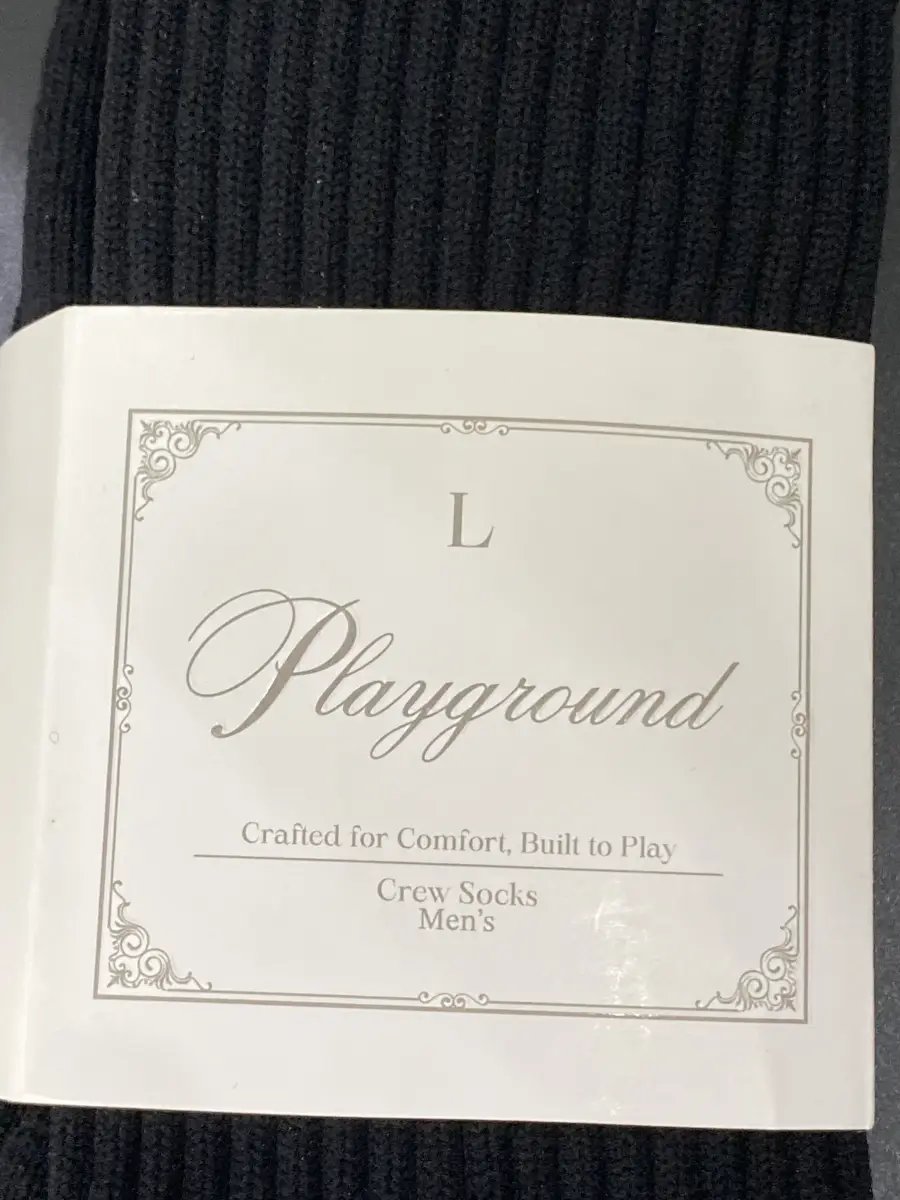 L
Playground
Crafted for Comfort, Built to Play
Crew Socks
Men's